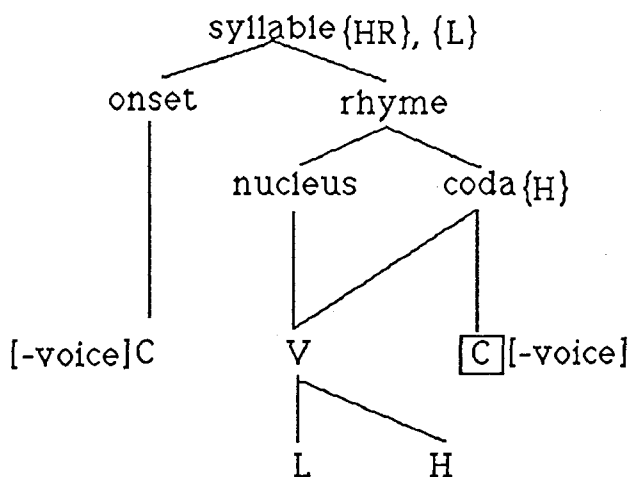 syllable {HR}, {L}
onset rhyme
nucleus coda {H}
[-voice] C V C [-voice]
L H